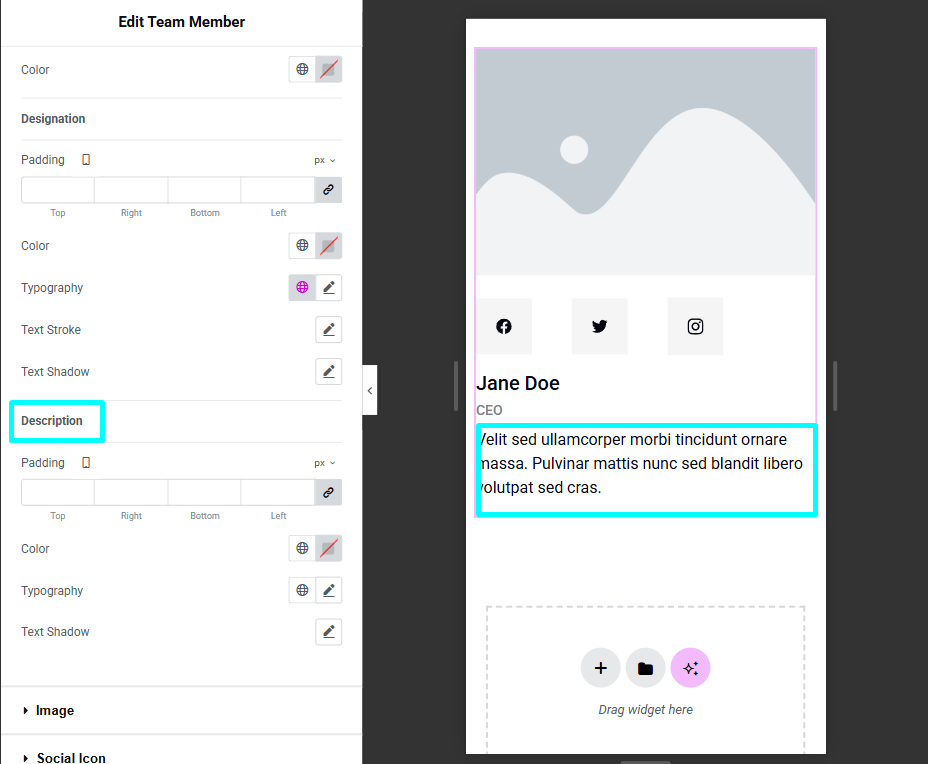 Edit Team Member
Color
Designation
Padding px
Top Right Bottom Left
Color
Typography
Text Stroke
Text Shadow
Description
Padding px
Top Right Bottom Left
Color
Typography
Text Shadow
Image
Social Icon
Jane Doe
CEO
Velit sed ullamcorper morbi tincidunt ornare
massa. Pulvinar mattis nunc sed blandit libero
volutpat sed cras.
Drag widget here